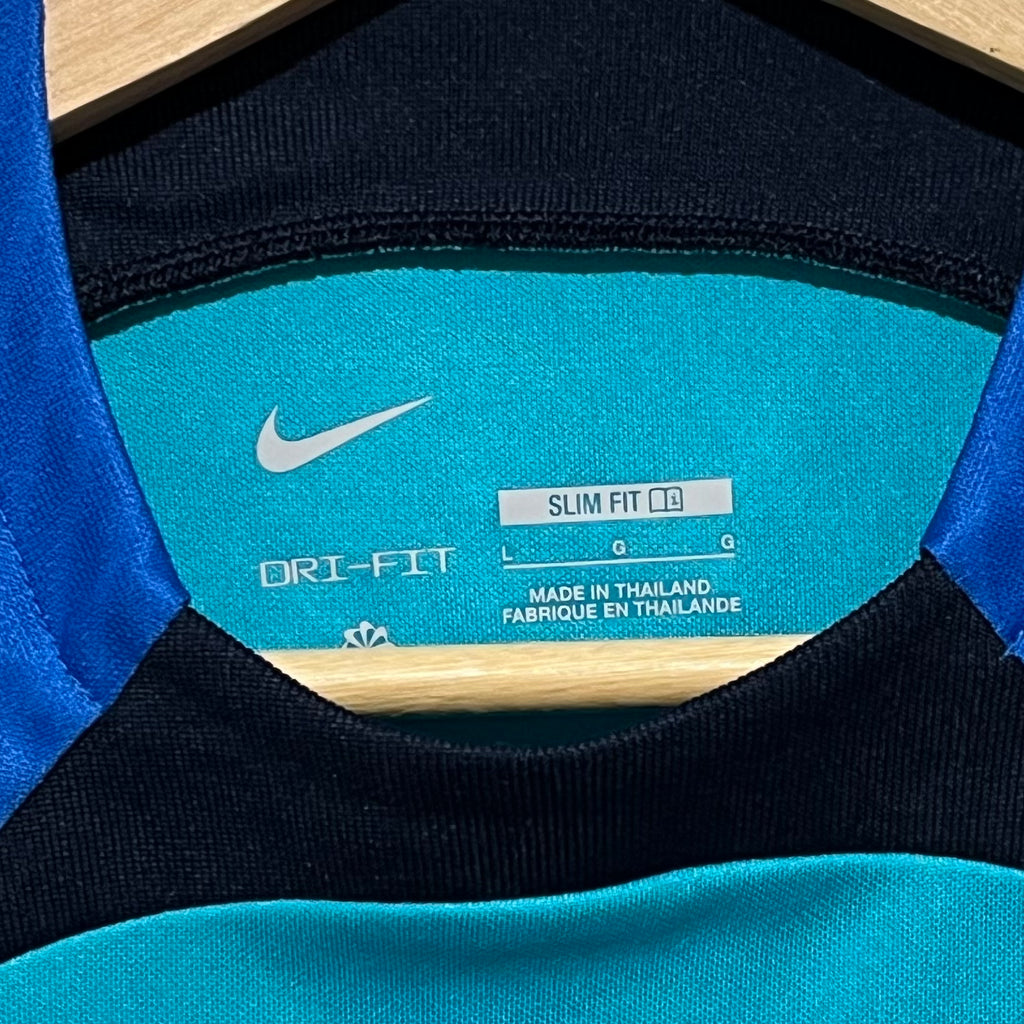 DRI-FIT
SLIM FIT
L G G
MADE IN THAILAND
FABRIQUE EN THAILANDE